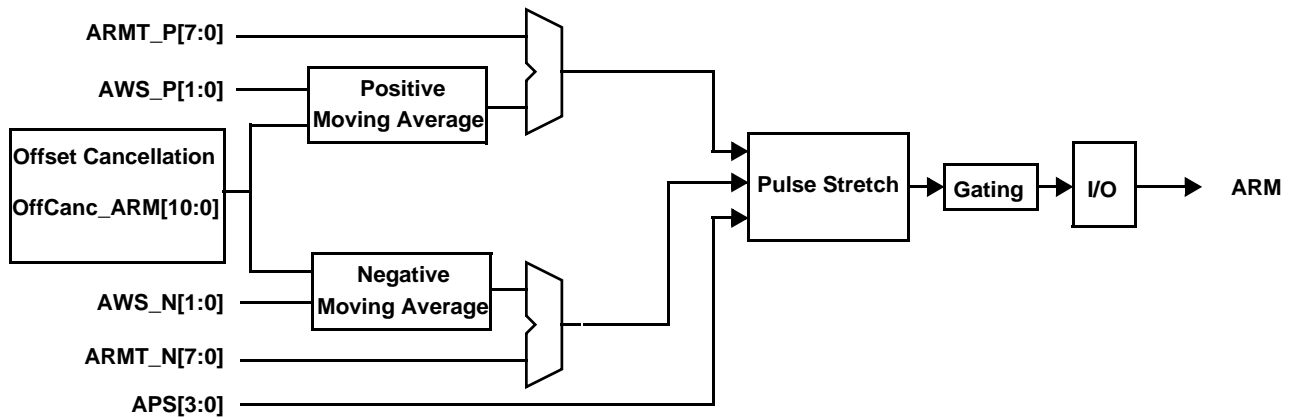 ARMT_P[7:0]
AWS_P[1:0]
Positive
Moving Average
Offset Cancellation
OffCanc_ARM[10:0]
Pulse Stretch
Gating
I/O
ARM
Negative
Moving Average
AWS_N[1:0]
ARMT_N[7:0]
APS[3:0]